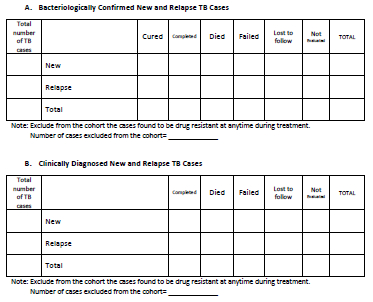 A. Bacteriologically Confirmed New and Relapse TB Cases
Total number of TB cases Cured Completed Died Failed Lost to follow Not Evaluated TOTAL
New
Relapse
Total
Note: Exclude from the cohort the cases found to be drug resistant at anytime during treatment.
Number of cases excluded from the cohort= ______________
B. Clinically Diagnosed New and Relapse TB Cases
Total number of TB cases Completed Died Failed Lost to follow Not Evaluated TOTAL
New
Relapse
Total
Note: Exclude from the cohort the cases found to be drug resistant at anytime during treatment.
Number of cases excluded from the cohort= ______________